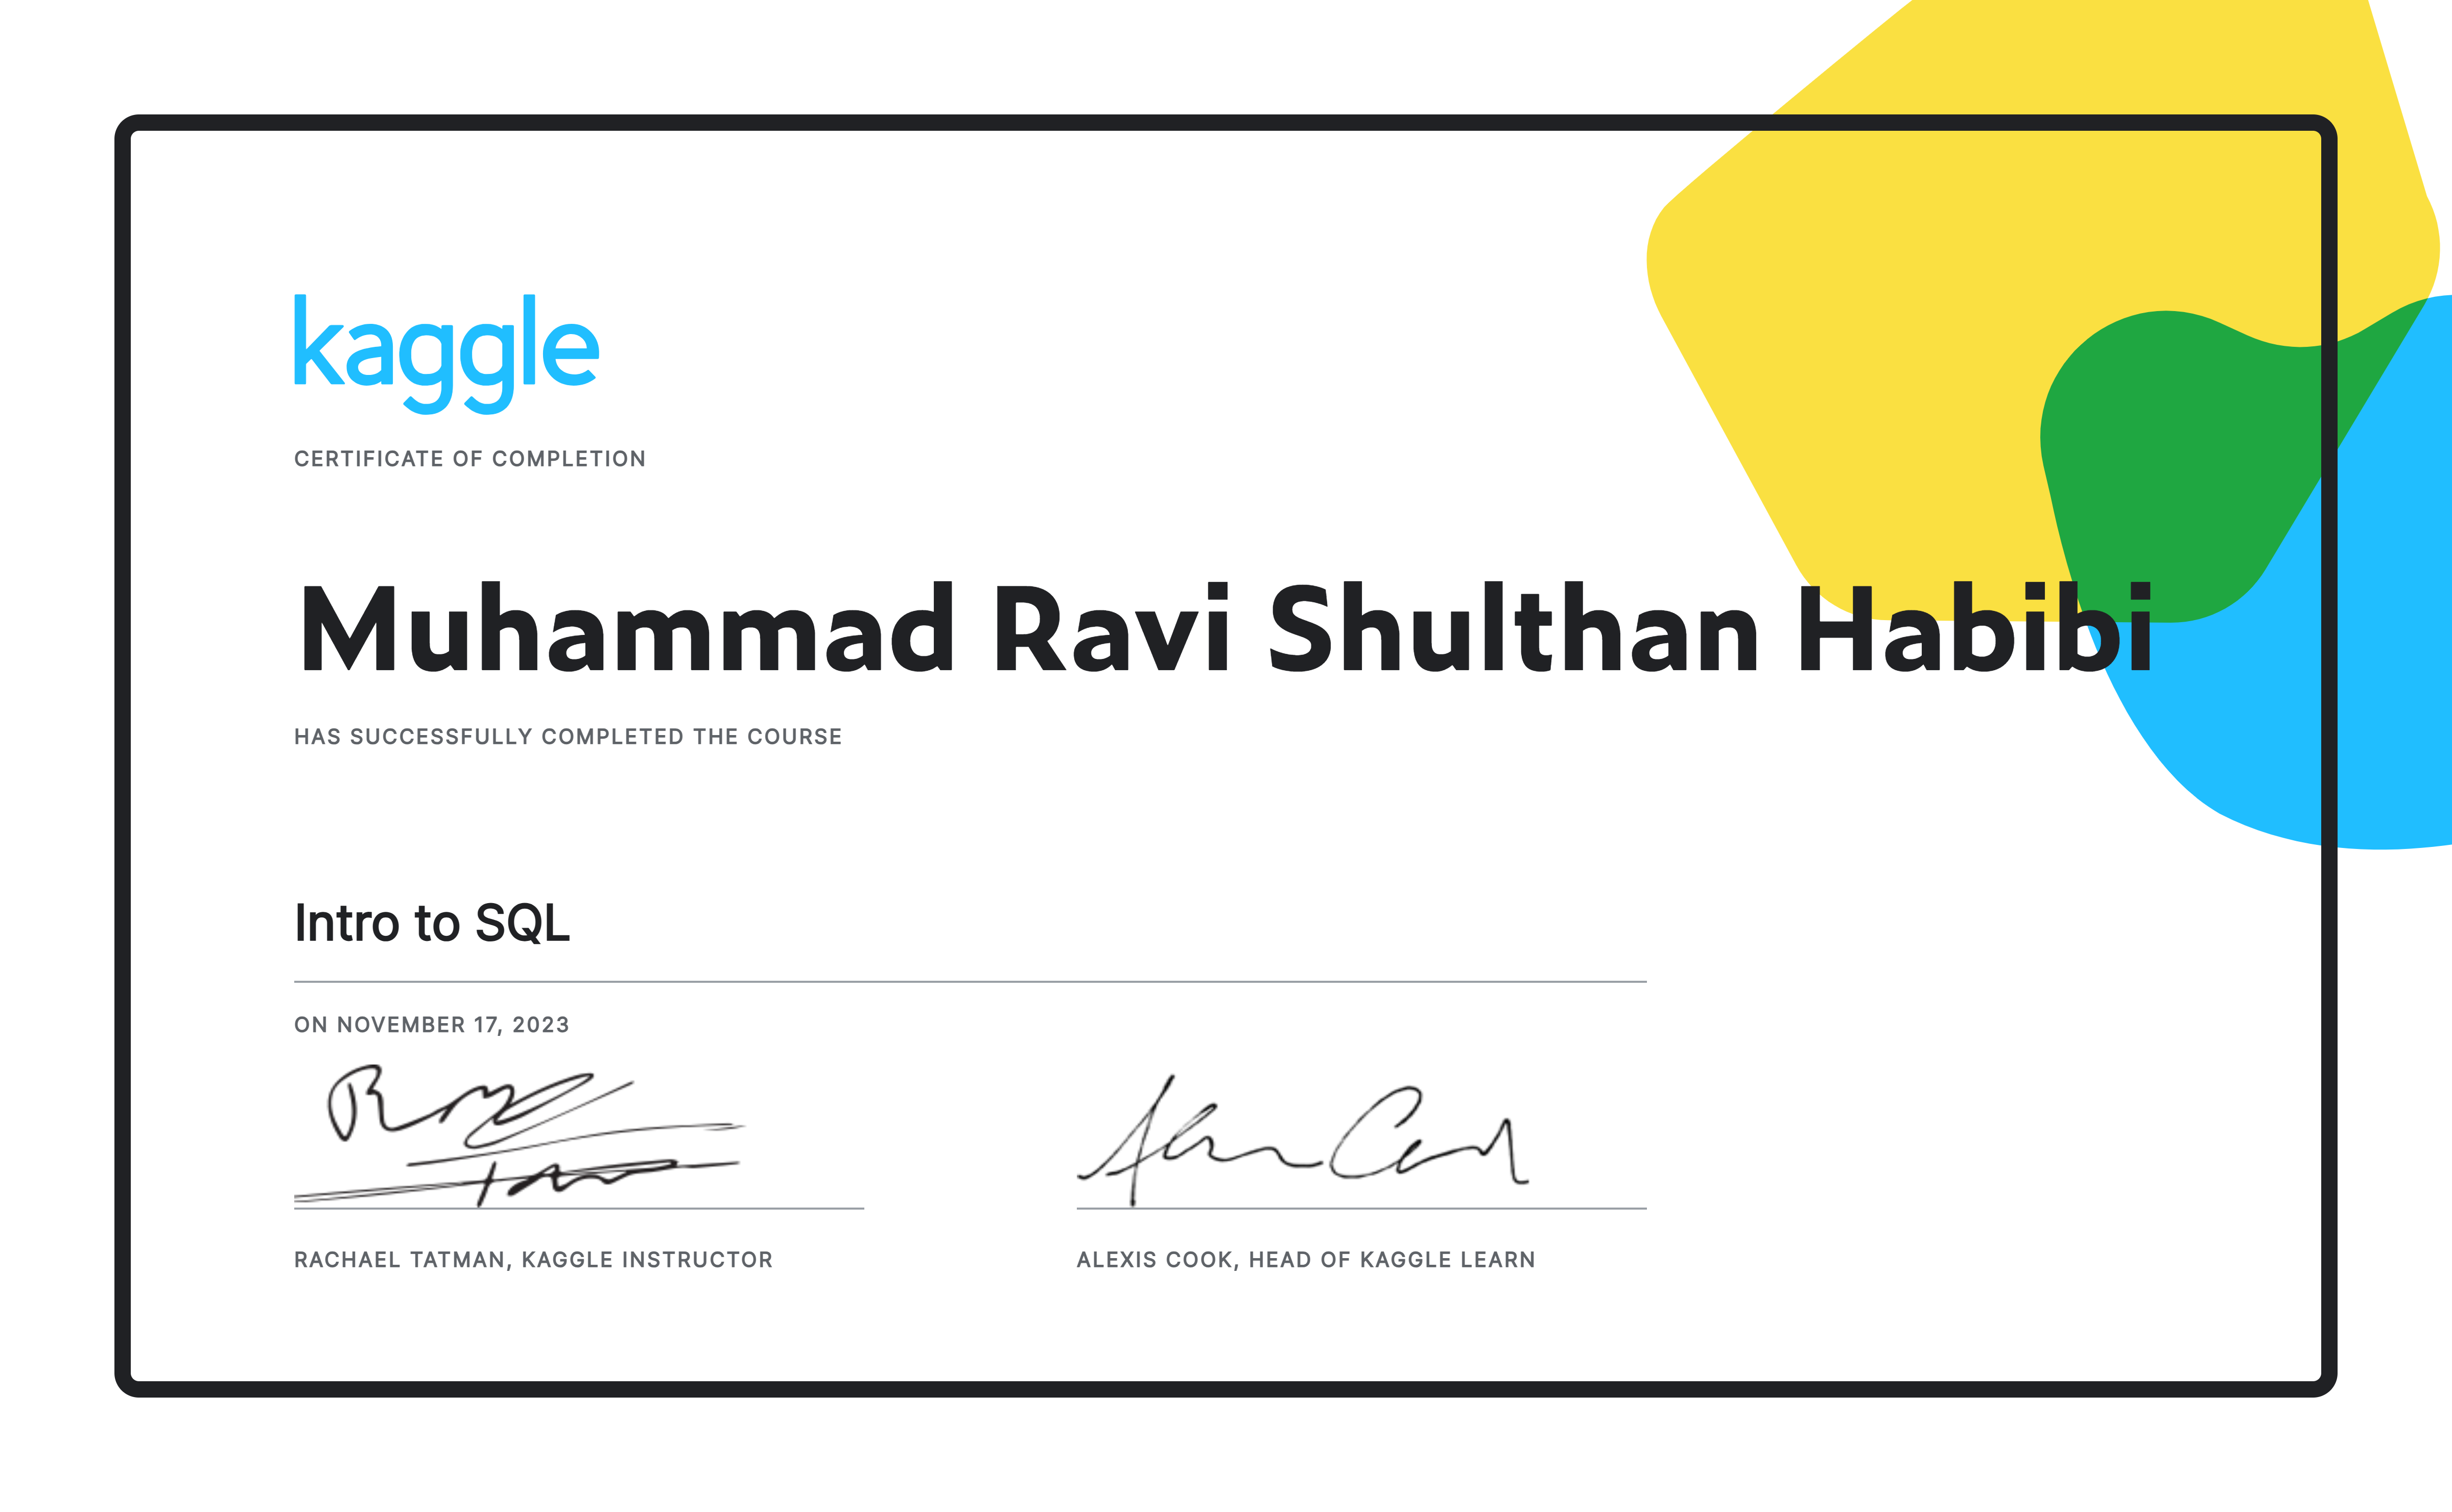 kaggle
CERTIFICATE OF COMPLETION
Muhammad Ravi Shulthan Habibi
HAS SUCCESSFULLY COMPLETED THE COURSE
Intro to SQL
ON NOVEMBER 17, 2023
RACHAEL TATMAN, KAGGLE INSTRUCTOR
ALEXIS COOK, HEAD OF KAGGLE LEARN